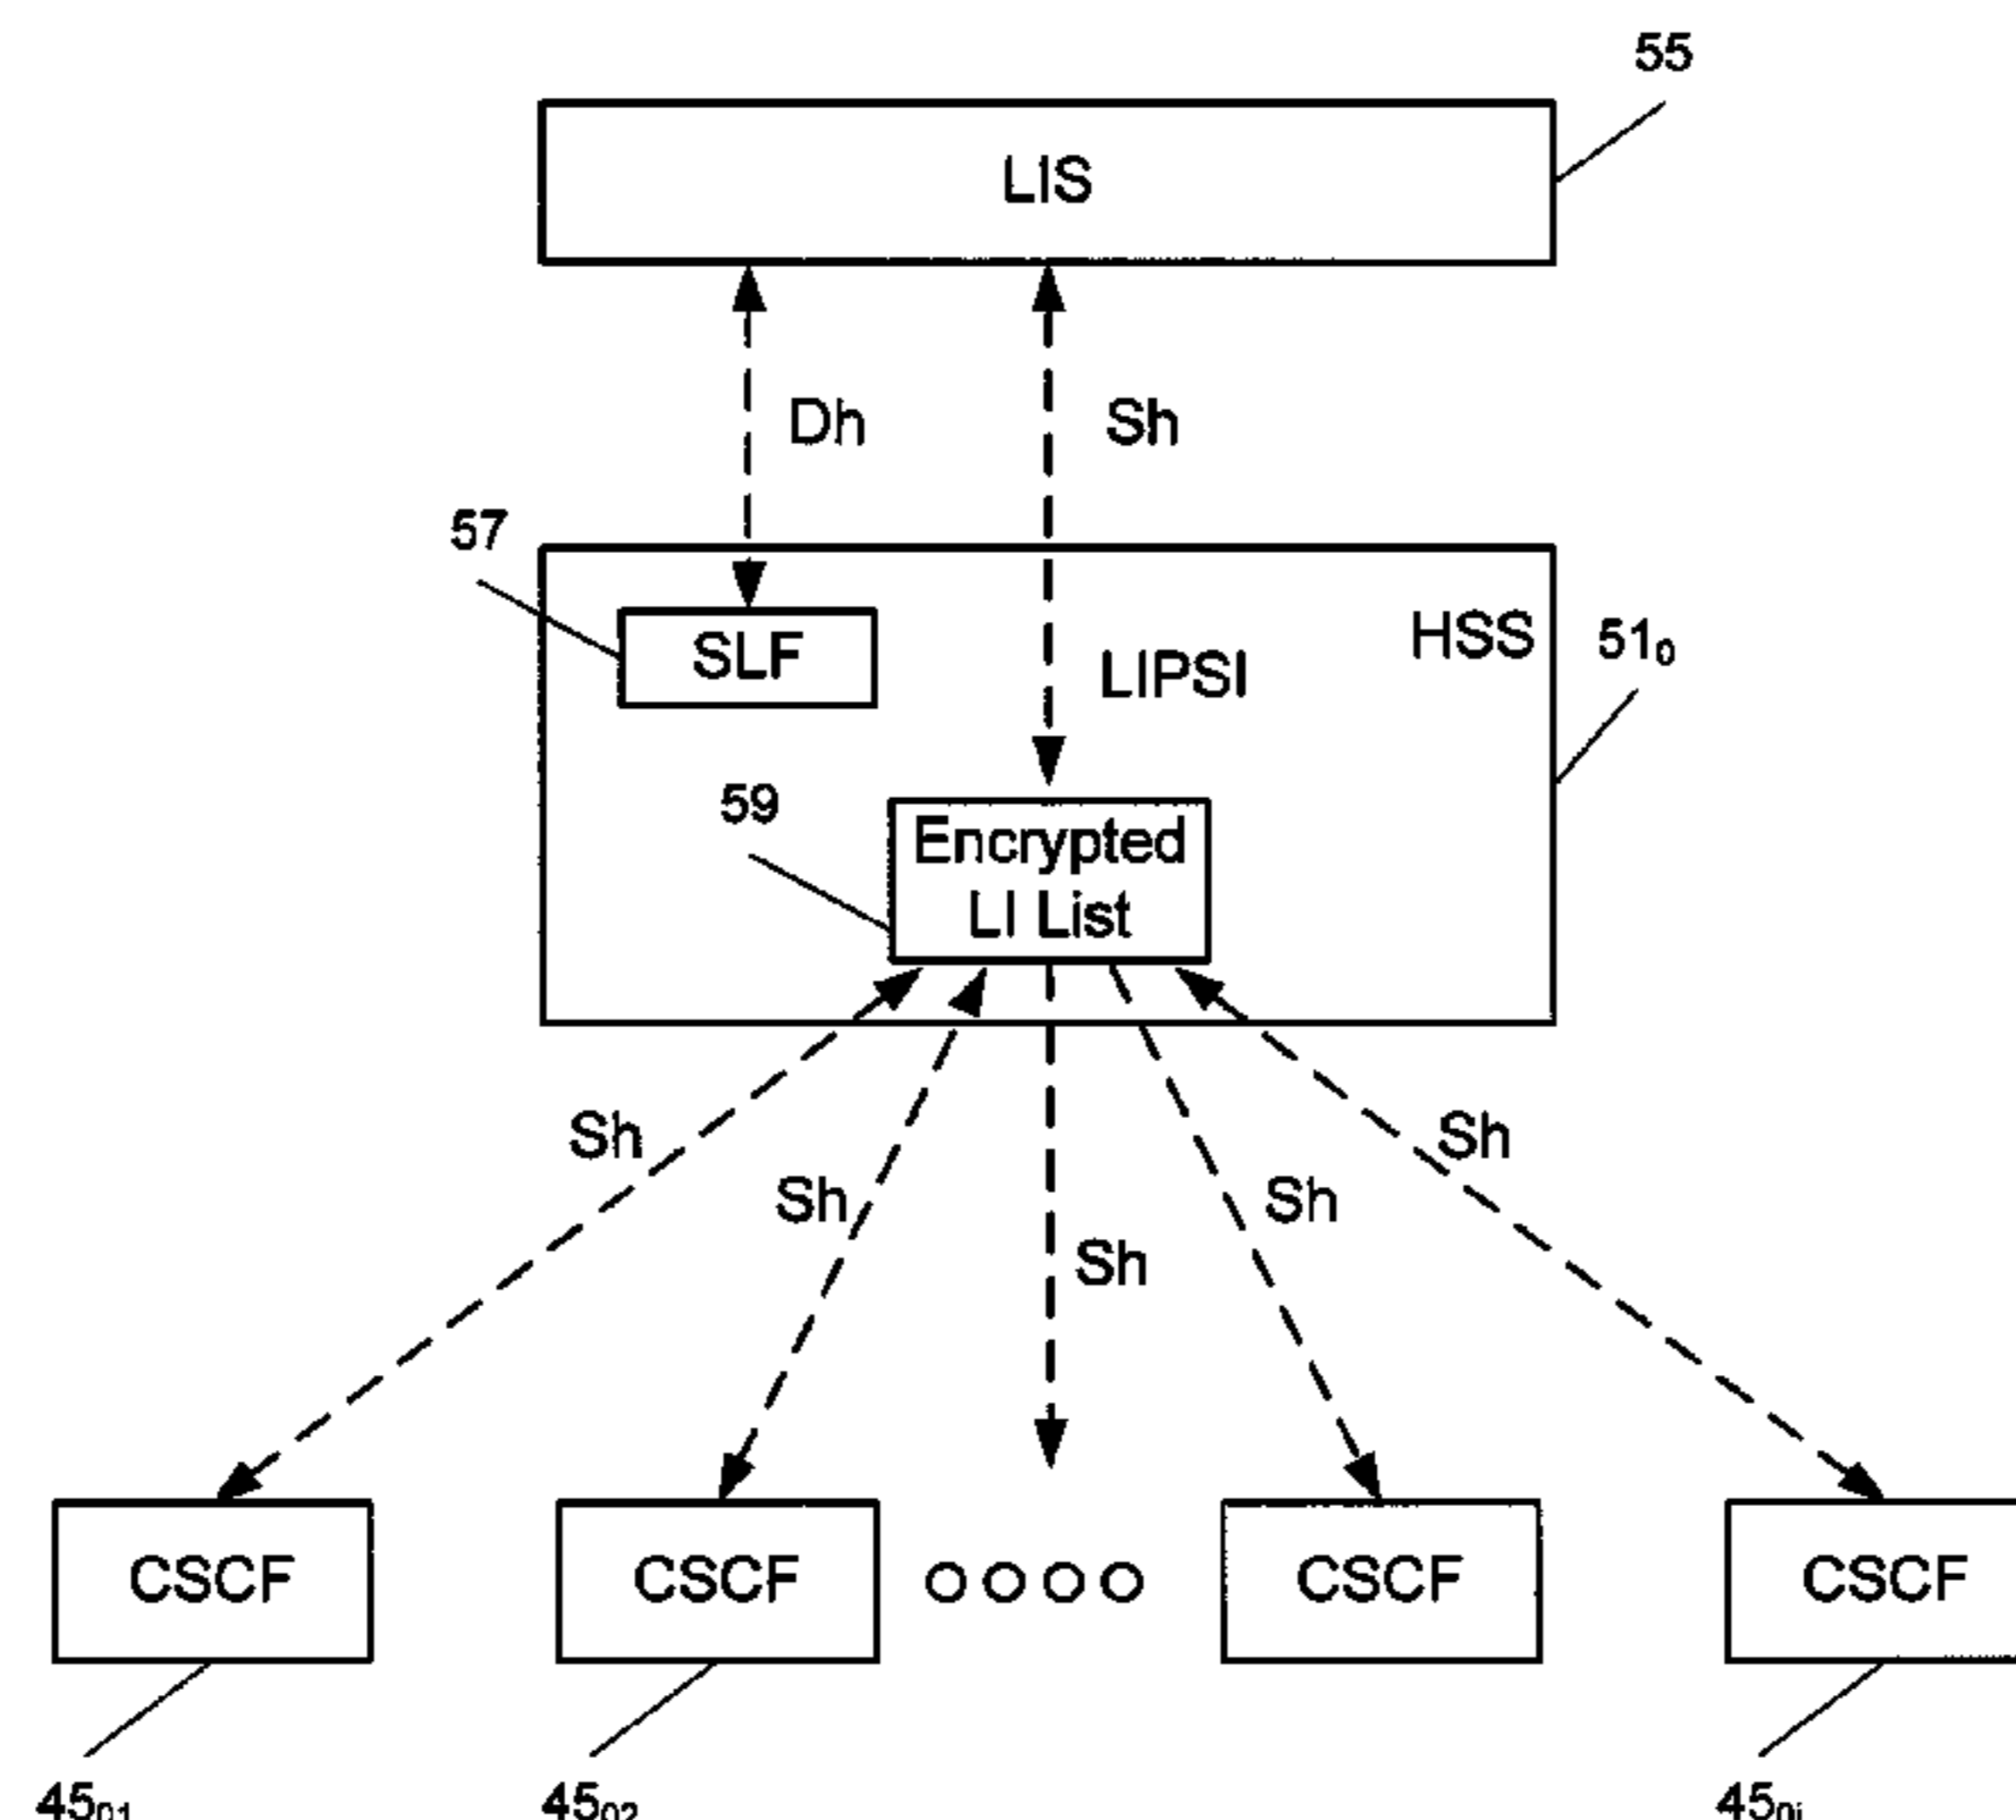 55
LIS
Dh
Sh
57
SLF
HSS
51₀
LIPSI
59
Encrypted
LI List
Sh
Sh
Sh
Sh
Sh
CSCF
CSCF
CSCF
CSCF
45₀₁
45₀₂
45₀ᵢ